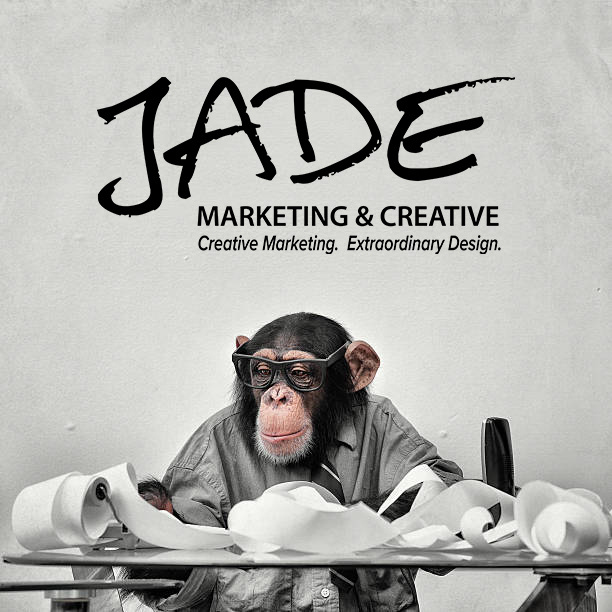 JADE
MARKETING & CREATIVE
Creative Marketing. Extraordinary Design.